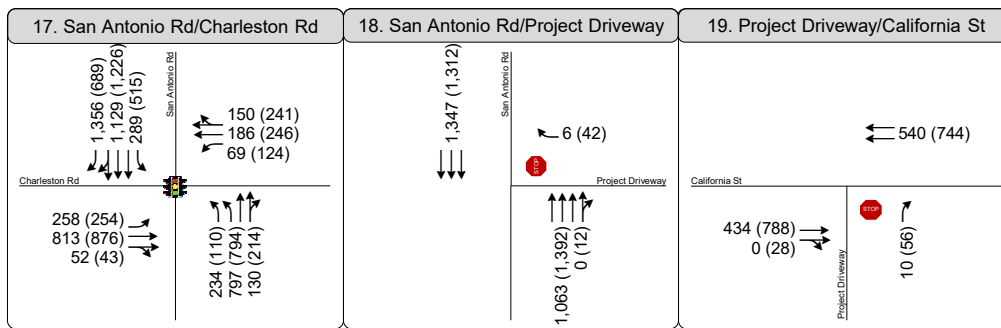 17. San Antonio Rd/Charleston Rd
1,356 (689)
1,129 (1,226)
289 (515)
San Antonio Rd
150 (241)
186 (246)
69 (124)
Charleston Rd
258 (254)
813 (876)
52 (43)
234 (110)
797 (794)
130 (214)
18. San Antonio Rd/Project Driveway
1,347 (1,312)
San Antonio Rd
6 (42)
STOP
Project Driveway
1,063 (1,392)
0 (12)
19. Project Driveway/California St
540 (744)
California St
STOP
434 (788)
0 (28)
Project Driveway
10 (56)